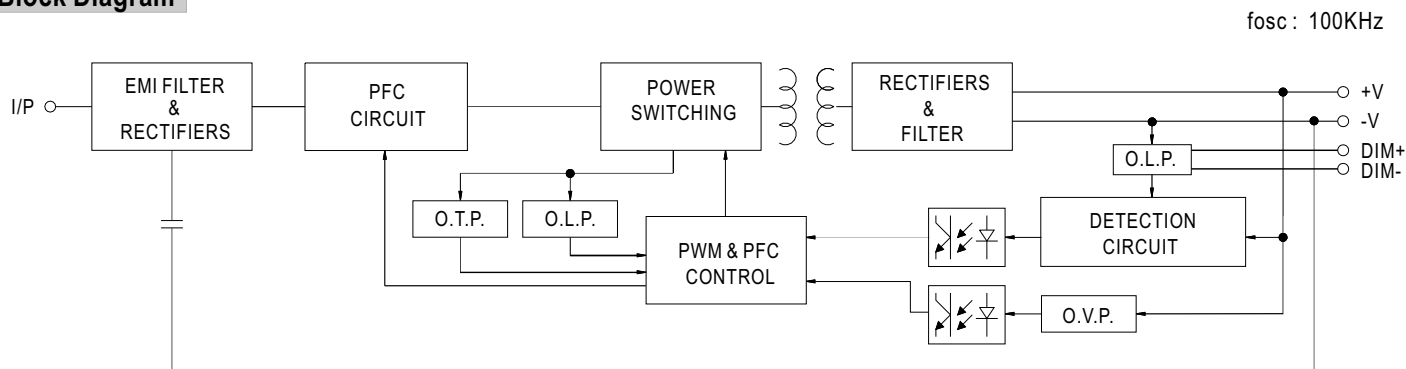 Block Diagram
fosc : 100KHz
I/P
EMI FILTER
&
RECTIFIERS
PFC
CIRCUIT
POWER
SWITCHING
RECTIFIERS
&
FILTER
+V
-V
DIM+
DIM-
O.L.P.
O.T.P.
O.L.P.
PWM & PFC
CONTROL
DETECTION
CIRCUIT
O.V.P.